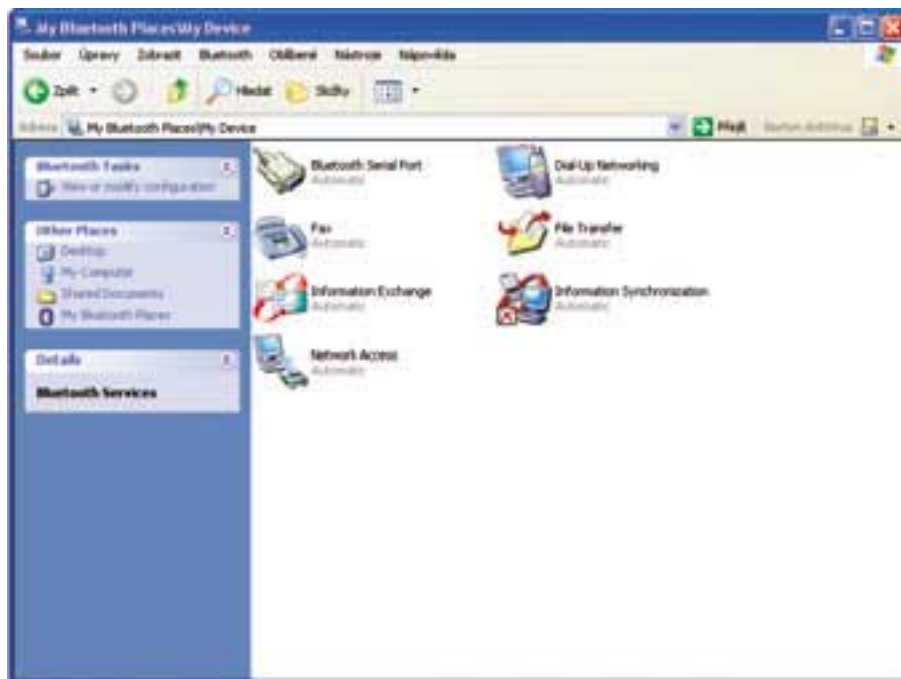 My Bluetooth Places\My Device
Soubor Úpravy Zobrazit Bluetooth Oblíbené Nástroje Nápověda
Zpět Hledat Složky
Adresa My Bluetooth Places\My Device Přejít Norton AntiVirus
Bluetooth Tasks
View or modify configuration
Other Places
Desktop
My Computer
Shared Documents
My Bluetooth Places
Details
Bluetooth Services
Bluetooth Serial Port
Automatic
Dial-Up Networking
Automatic
Fax
Automatic
File Transfer
Automatic
Information Exchange
Automatic
Information Synchronization
Automatic
Network Access
Automatic